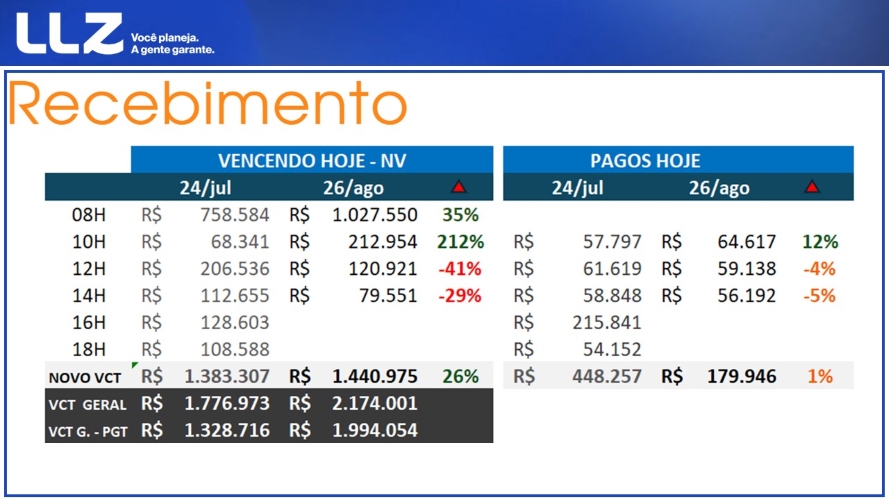 LLZ Você planeja.
A gente garante.
Recebimento
VENCENDO HOJE - NV PAGOS HOJE
24/jul 26/ago 24/jul 26/ago
08H R$ 758.584 R$ 1.027.550 35%
10H R$ 68.341 R$ 212.954 212% R$ 57.797 R$ 64.617 12%
12H R$ 206.536 R$ 120.921 -41% R$ 61.619 R$ 59.138 -4%
14H R$ 112.655 R$ 79.551 -29% R$ 58.848 R$ 56.192 -5%
16H R$ 128.603 R$ 215.841
18H R$ 108.588 R$ 54.152
NOVO VCT R$ 1.383.307 R$ 1.440.975 26% R$ 448.257 R$ 179.946 1%
VCT GERAL R$ 1.776.973 R$ 2.174.001
VCT G. - PGT R$ 1.328.716 R$ 1.994.054